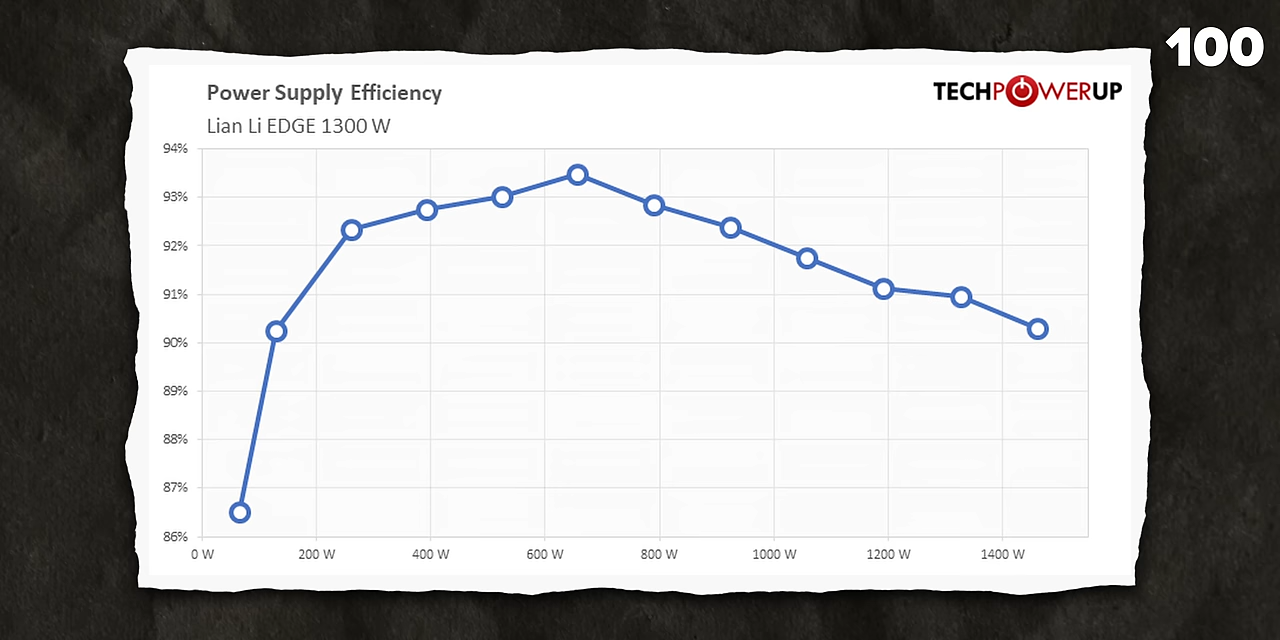 100
Power Supply Efficiency
TECHPOWERUP
Lian Li EDGE 1300 W
94%
93%
92%
91%
90%
89%
88%
87%
86%
0 W 200 W 400 W 600 W 800 W 1000 W 1200 W 1400 W